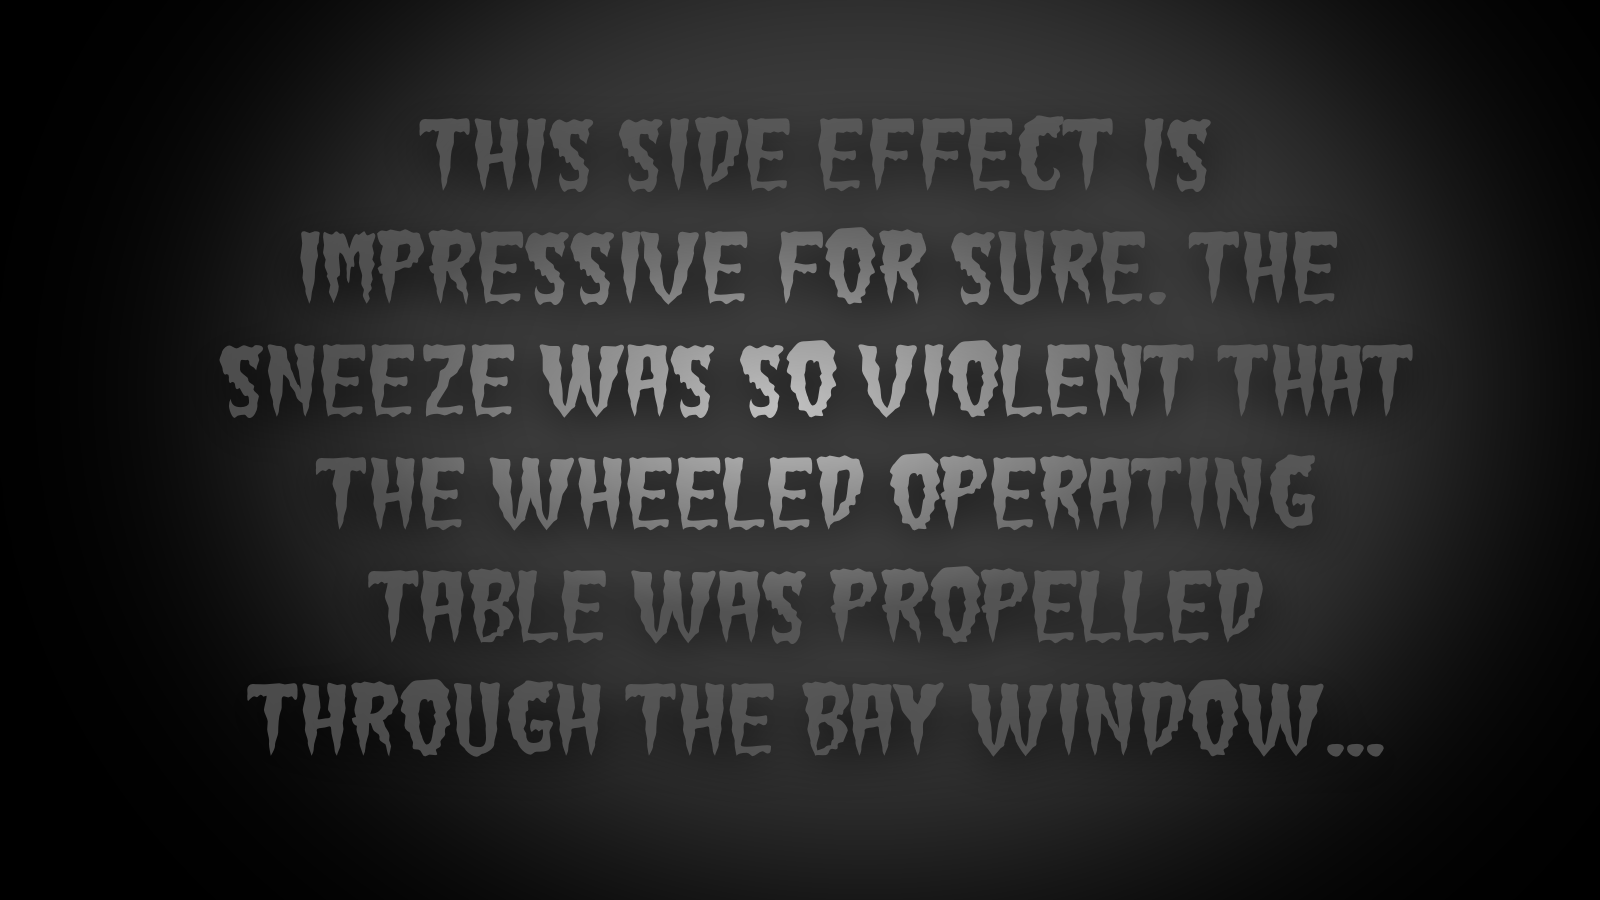 THIS SIDE EFFECT IS
IMPRESSIVE FOR SURE. THE
SNEEZE WAS SO VIOLENT THAT
THE WHEELED OPERATING
TABLE WAS PROPELLED
THROUGH THE BAY WINDOW...